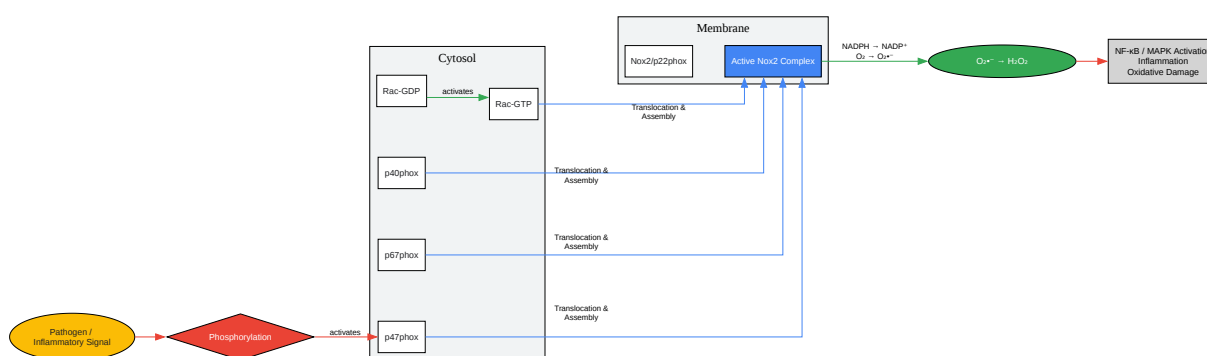 Membrane
Nox2/p22phox
Active Nox2 Complex
NADPH → NADP⁺
O₂ → O₂•⁻
O₂•⁻ → H₂O₂
NF-κB / MAPK Activation
Inflammation
Oxidative Damage
Cytosol
Rac-GDP
activates
Rac-GTP
Translocation &
Assembly
p40phox
Translocation &
Assembly
p67phox
Translocation &
Assembly
Translocation &
Assembly
Pathogen /
Inflammatory Signal
Phosphorylation
activates
p47phox